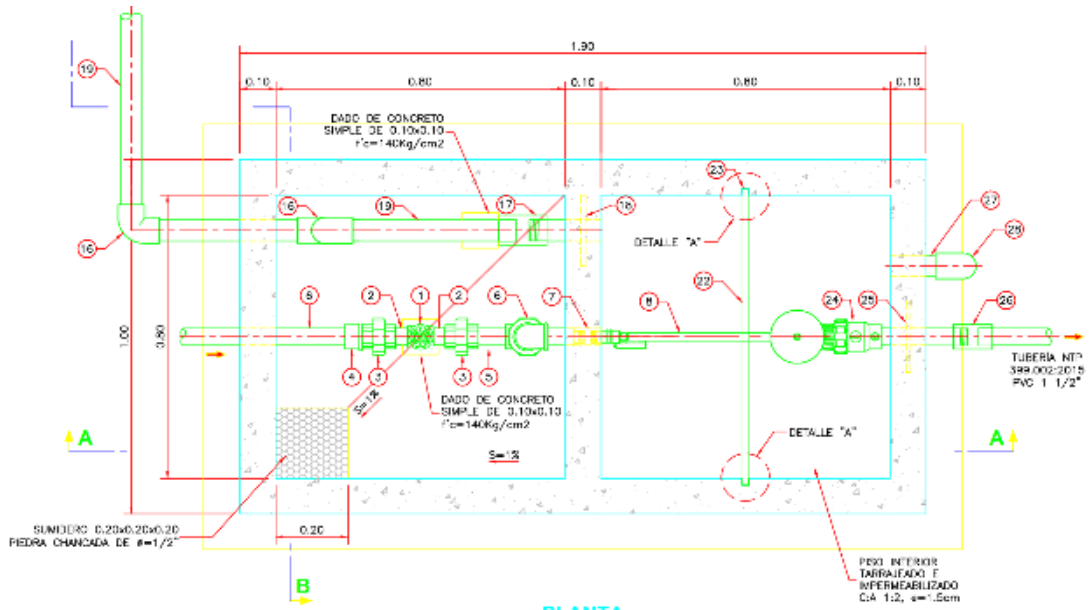 1.90
0.10
0.80
0.10
0.80
0.10
19
DADO DE CONCRETO
SIMPLE DE 0.10x0.10
f'c=140Kg/cm2
23
16
19
17
18
27
28
DETALLE "A"
16
22
6
2
1
2
6
7
8
24
25
26
1.00
0.80
4
3
3
5
TUBERIA NTP
399.002:2015
PVC 1 1/2"
S=1%
DADO DE CONCRETO
SIMPLE DE 0.10x0.10
f'c=140Kg/cm2
DETALLE "A"
A
A
S=1%
SUMIDERO 0.20x0.20x0.20
PIEDRA CHANCADA DE ø=1/2"
0.20
PISO INTERIOR
TARRAJEADO E
IMPERMEABILIZADO
C:A 1:2, e=1.5cm
B
PLANTA